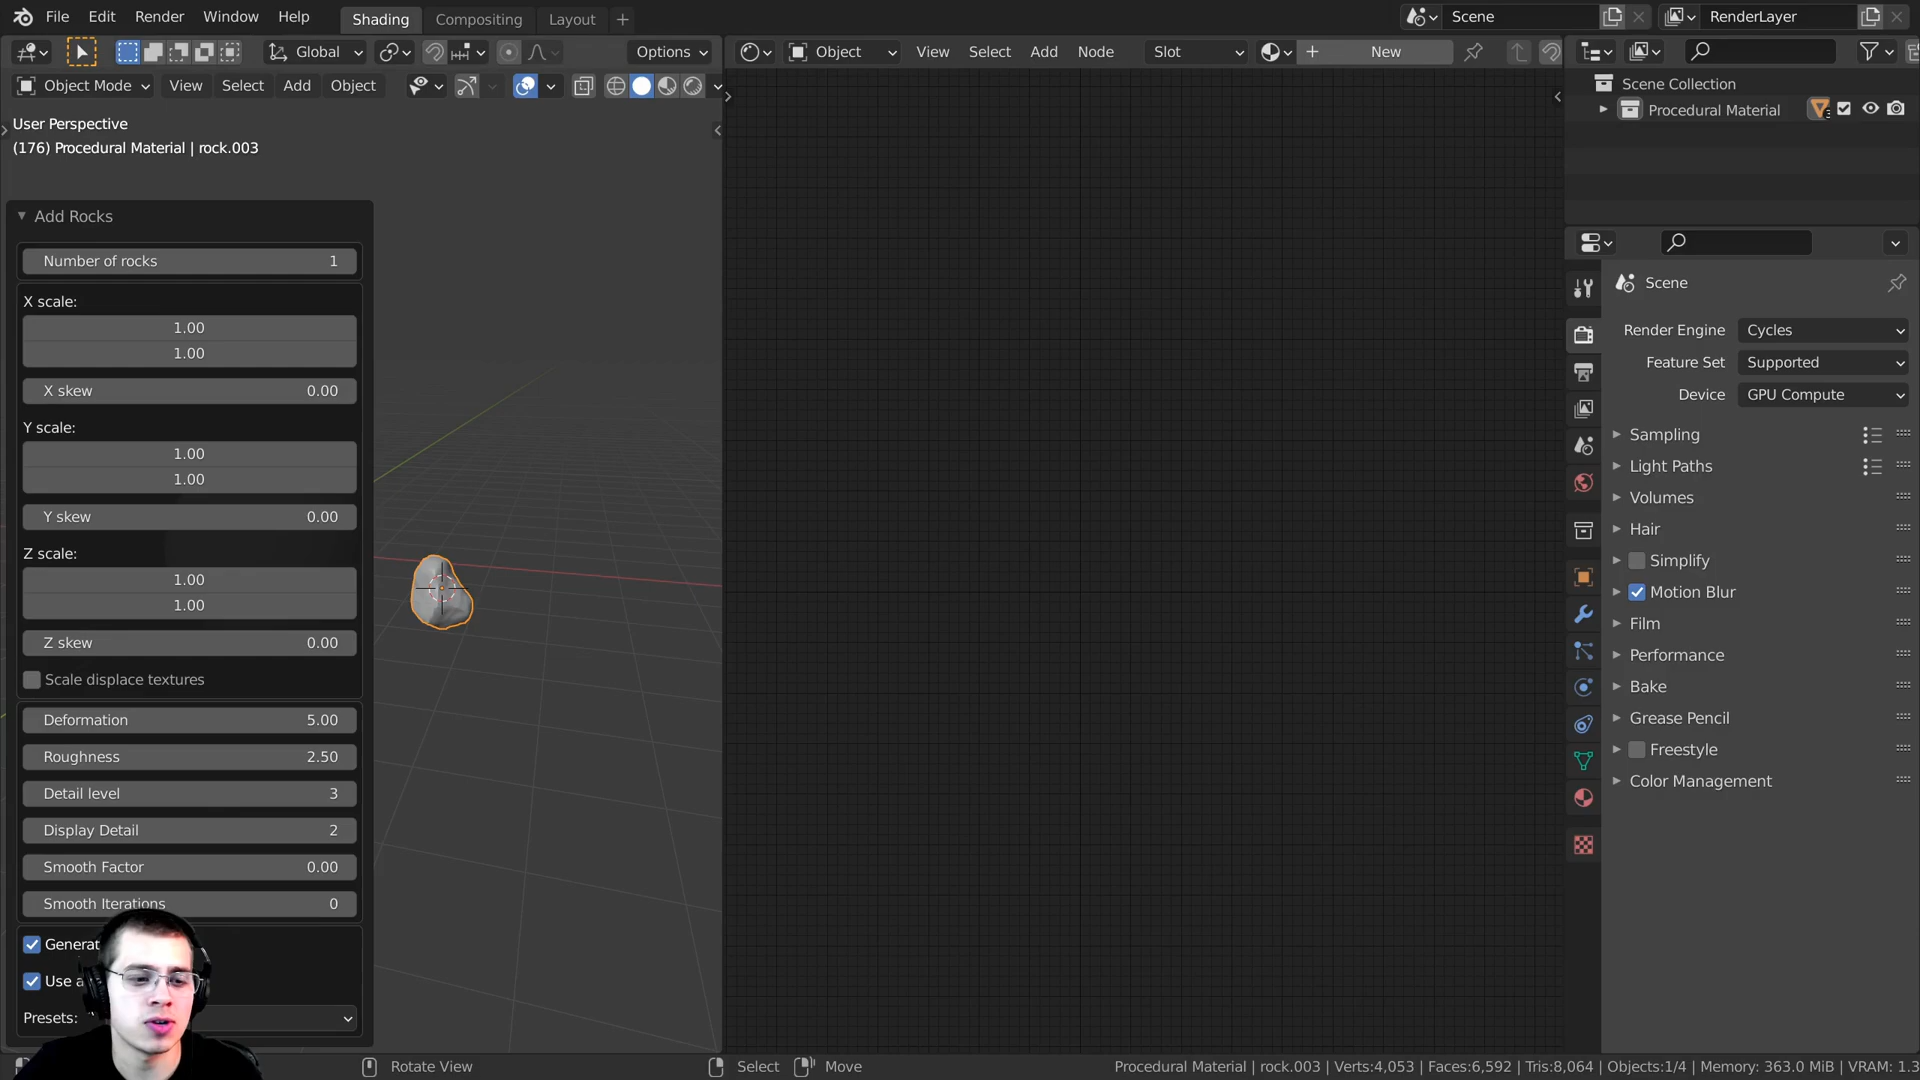 File Edit Render Window Help Shading Compositing Layout Scene RenderLayer
Global Options Object View Select Add Node Slot New
Object Mode View Select Add Object
Scene Collection
Procedural Material 3
User Perspective
(176) Procedural Material | rock.003
Add Rocks
Number of rocks 1
X scale:
1.00
1.00
X skew 0.00
Y scale:
1.00
1.00
Y skew 0.00
Z scale:
1.00
1.00
Z skew 0.00
Scale displace textures
Deformation 5.00
Roughness 2.50
Detail level 3
Display Detail 2
Smooth Factor 0.00
Smooth Iterations 0
Generat
Use a
Presets:
Scene
Render Engine Cycles
Feature Set Supported
Device GPU Compute
Sampling
Light Paths
Volumes
Hair
Simplify
Motion Blur
Film
Performance
Bake
Grease Pencil
Freestyle
Color Management
Rotate View Select Move Procedural Material | rock.003 | Verts:4,053 | Faces:6,592 | Tris:8,064 | Objects:1/4 | Memory: 363.0 MiB | VRAM: 1.3